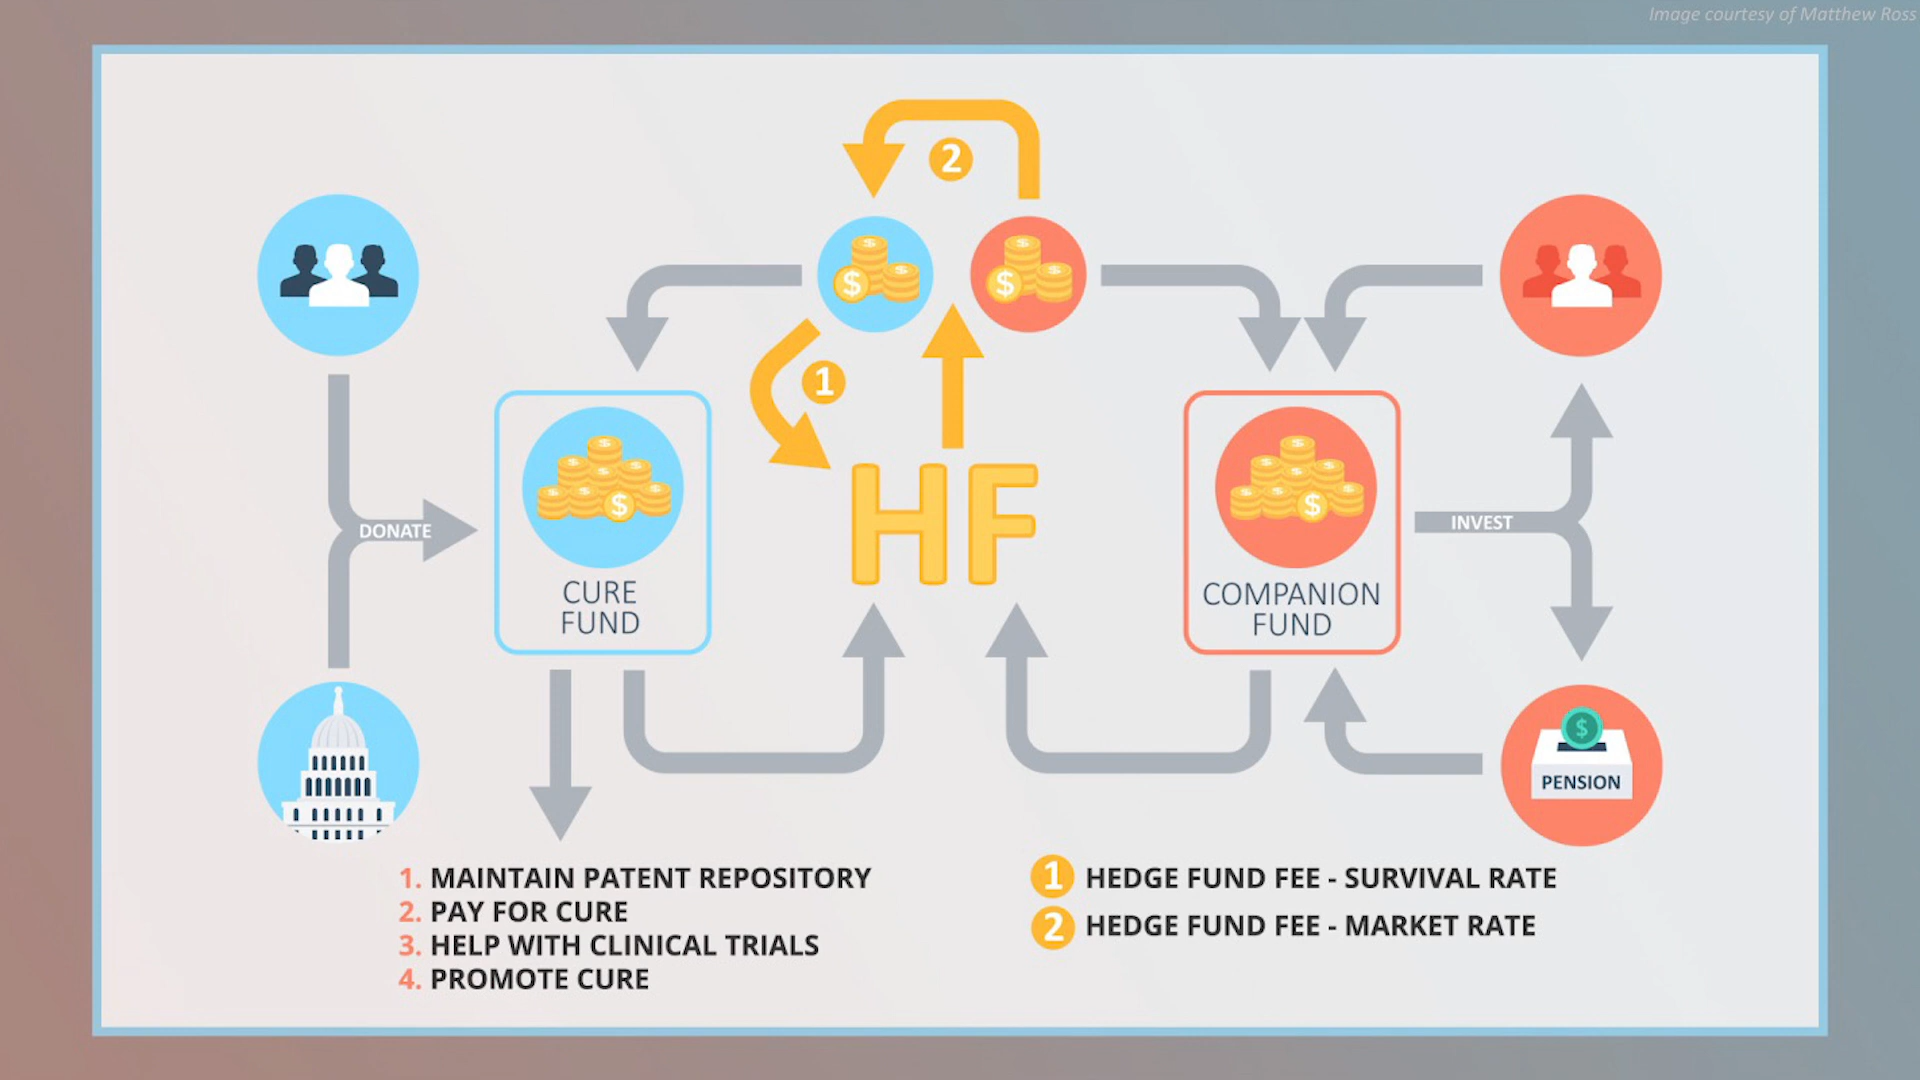 Image courtesy of Matthew Ross
2
1
HF
DONATE
CURE
FUND
COMPANION
FUND
INVEST
$
PENSION
1. MAINTAIN PATENT REPOSITORY
2. PAY FOR CURE
3. HELP WITH CLINICAL TRIALS
4. PROMOTE CURE
1 HEDGE FUND FEE - SURVIVAL RATE
2 HEDGE FUND FEE - MARKET RATE